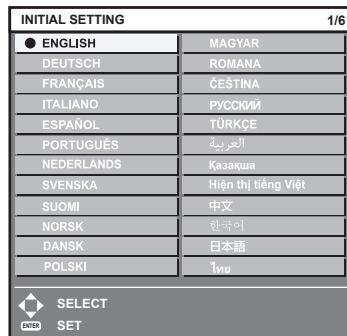 INITIAL SETTING 1/6
ENGLISH MAGYAR
DEUTSCH ROMANA
FRANÇAIS ČEŠTINA
ITALIANO РУССКИЙ
ESPAÑOL TÜRKÇE
PORTUGUÊS العربية
NEDERLANDS Қазақша
SVENSKA Hiện thị tiếng Việt
SUOMI 中文
NORSK 한국어
DANSK 日本語
POLSKI ไทย
SELECT
ENTER SET